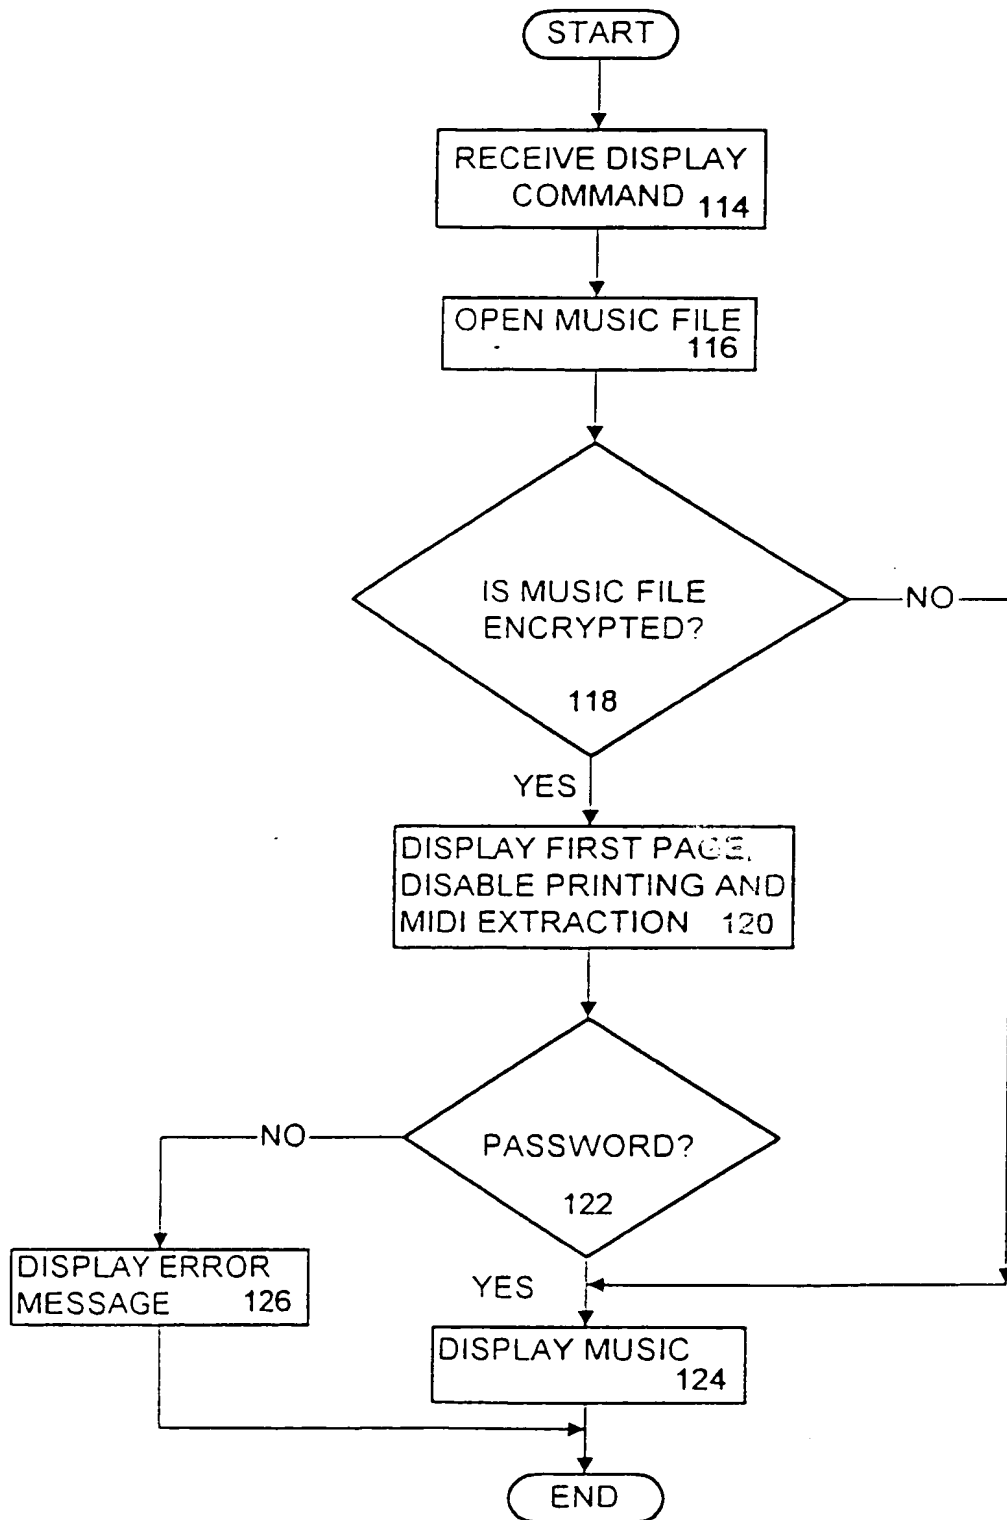 START
RECEIVE DISPLAY
COMMAND 114
OPEN MUSIC FILE
116
IS MUSIC FILE
ENCRYPTED?
118
NO
YES
DISPLAY FIRST PAGE,
DISABLE PRINTING AND
MIDI EXTRACTION 120
PASSWORD?
122
NO
YES
DISPLAY ERROR
MESSAGE 126
DISPLAY MUSIC
124
END